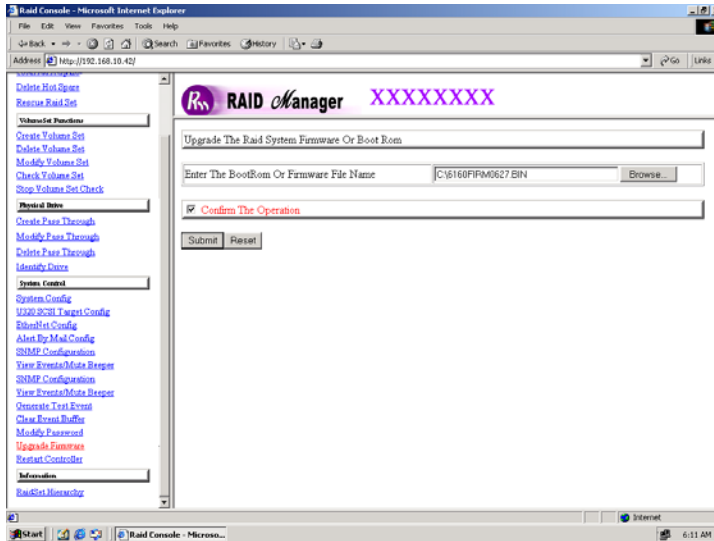 Raid Console - Microsoft Internet Explorer
File Edit View Favorites Tools Help
Back Search Favorites History
Address http://192.168.10.42/ Go Links
Delete Hot Spare
Rescue Raid Set
Volume Set Functions
Create Volume Set
Delete Volume Set
Modify Volume Set
Check Volume Set
Stop Volume Set Check
Physical Drive
Create Pass Through
Modify Pass Through
Delete Pass Through
Identify Drive
System Control
System Config
U320 SCSI Target Config
EtherNet Config
Alert By Mail Config
SNMP Configuration
View Events/Mute Beeper
SNMP Configuration
View Events/Mute Beeper
Generate Test Event
Clear Event Buffer
Modify Password
Upgrade Firmware
Restart Controller
Information
RaidSet Hierarchy
RAID Manager XXXXXXXX
Upgrade The Raid System Firmware Or Boot Rom
Enter The BootRom Or Firmware File Name C:\6160FIRM0627.BIN Browse...
Confirm The Operation
Submit Reset
Internet
Start Raid Console - Microso... 6:11 AM